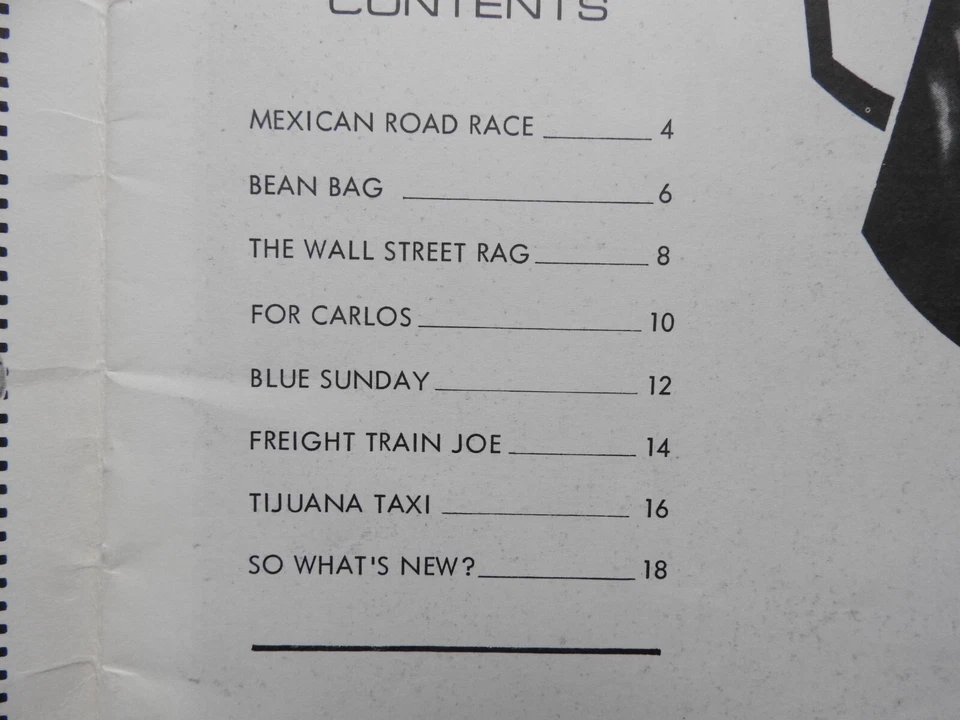 CONTENTS
MEXICAN ROAD RACE 4
BEAN BAG 6
THE WALL STREET RAG 8
FOR CARLOS 10
BLUE SUNDAY 12
FREIGHT TRAIN JOE 14
TIJUANA TAXI 16
SO WHAT'S NEW? 18